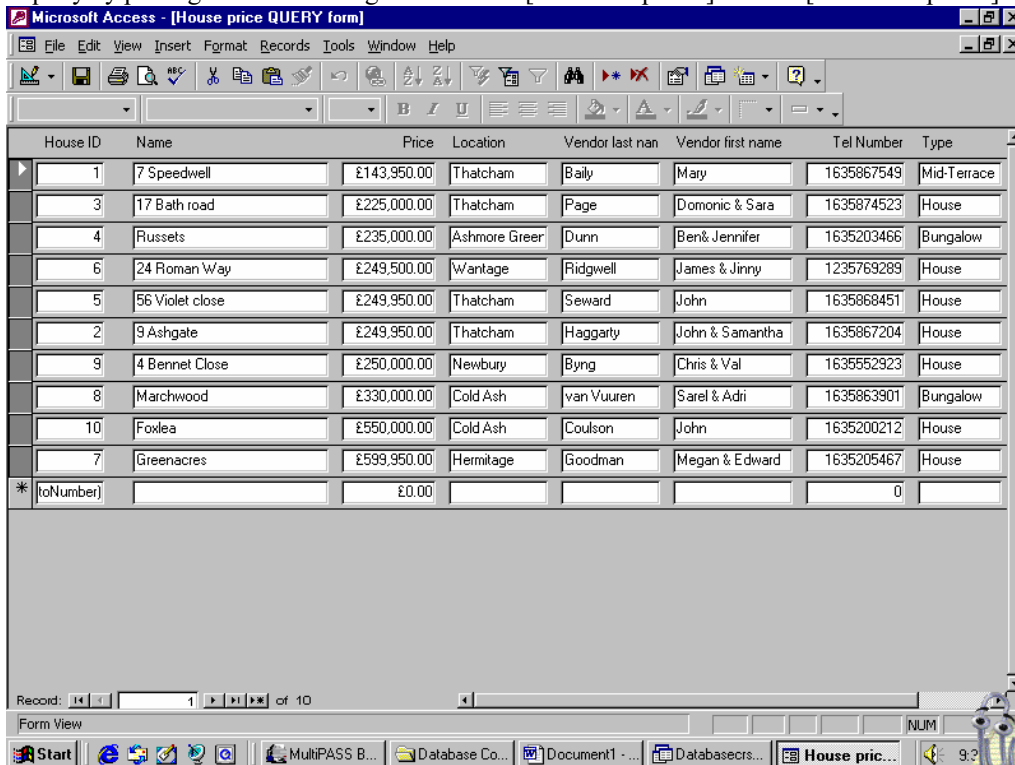 Microsoft Access - [House price QUERY form]
File Edit View Insert Format Records Tools Window Help
House ID Name Price Location Vendor last nan Vendor first name Tel Number Type
1 7 Speedwell £143,950.00 Thatcham Baily Mary 1635867549 Mid-Terrace
3 17 Bath road £225,000.00 Thatcham Page Domonic & Sara 1635874523 House
4 Russets £235,000.00 Ashmore Greer Dunn Ben& Jennifer 1635203466 Bungalow
6 24 Roman Way £249,500.00 Wantage Ridgwell James & Jinny 1235769289 House
5 56 Violet close £249,950.00 Thatcham Seward John 1635868451 House
2 9 Ashgate £249,950.00 Thatcham Haggarty John & Samantha 1635867204 House
9 4 Bennet Close £250,000.00 Newbury Byng Chris & Val 1635552923 House
8 Marchwood £330,000.00 Cold Ash van Vuuren Sarel & Adri 1635863901 Bungalow
10 Foxlea £550,000.00 Cold Ash Coulson John 1635200212 House
7 Greenacres £599,950.00 Hermitage Goodman Megan & Edward 1635205467 House
* toNumber) £0.00 0
Record: 1 of 10
Form View NUM
Start MultiPASS B... Database Co... Document1 -... Databasecrs... House pric...